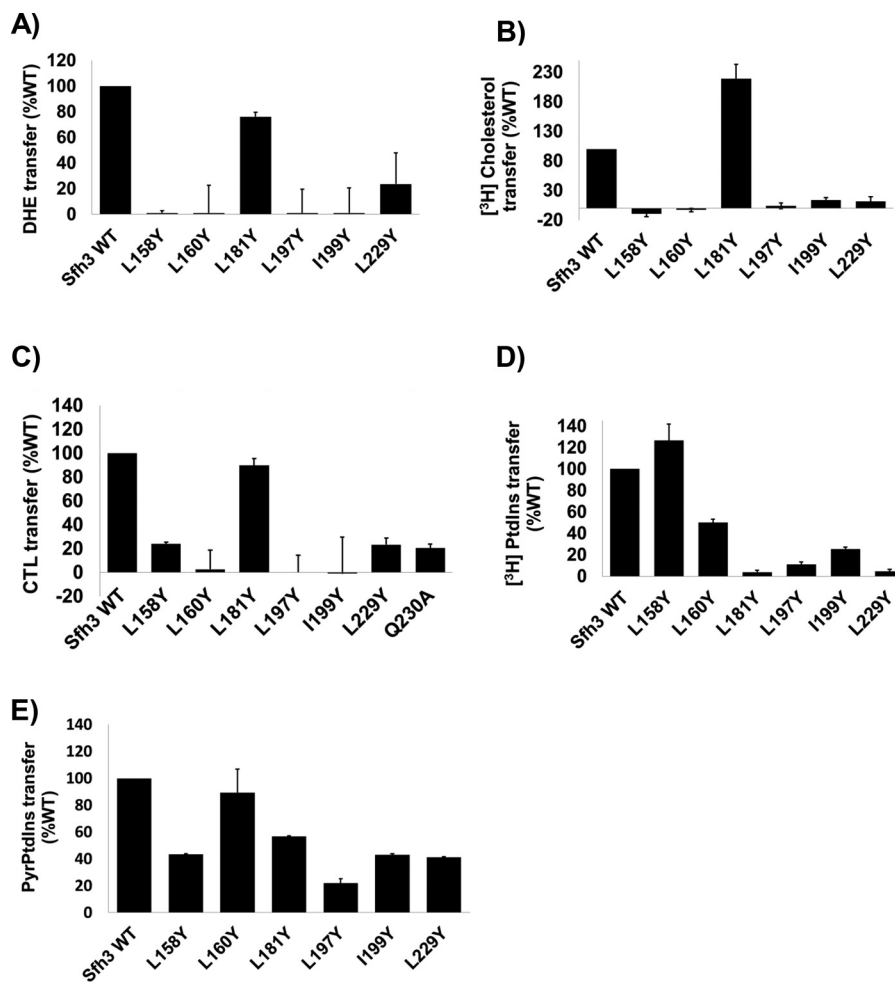 A)
DHE transfer (%WT)
120
100
80
60
40
20
0
Sfh3 WT
L158Y
L160Y
L181Y
L197Y
I199Y
L229Y
B)
[³H] Cholesterol
transfer (%WT)
230
180
130
80
30
-20
Sfh3 WT
L158Y
L160Y
L181Y
L197Y
I199Y
L229Y
C)
CTL transfer (%WT)
140
120
100
80
60
40
20
0
-20
Sfh3 WT
L158Y
L160Y
L181Y
L197Y
I199Y
L229Y
Q230A
D)
[³H] PtdIns transfer
(%WT)
140
120
100
80
60
40
20
0
Sfh3 WT
L158Y
L160Y
L181Y
L197Y
I199Y
L229Y
E)
PyrPtdIns transfer
(%WT)
140
120
100
80
60
40
20
0
Sfh3 WT
L158Y
L160Y
L181Y
L197Y
I199Y
L229Y